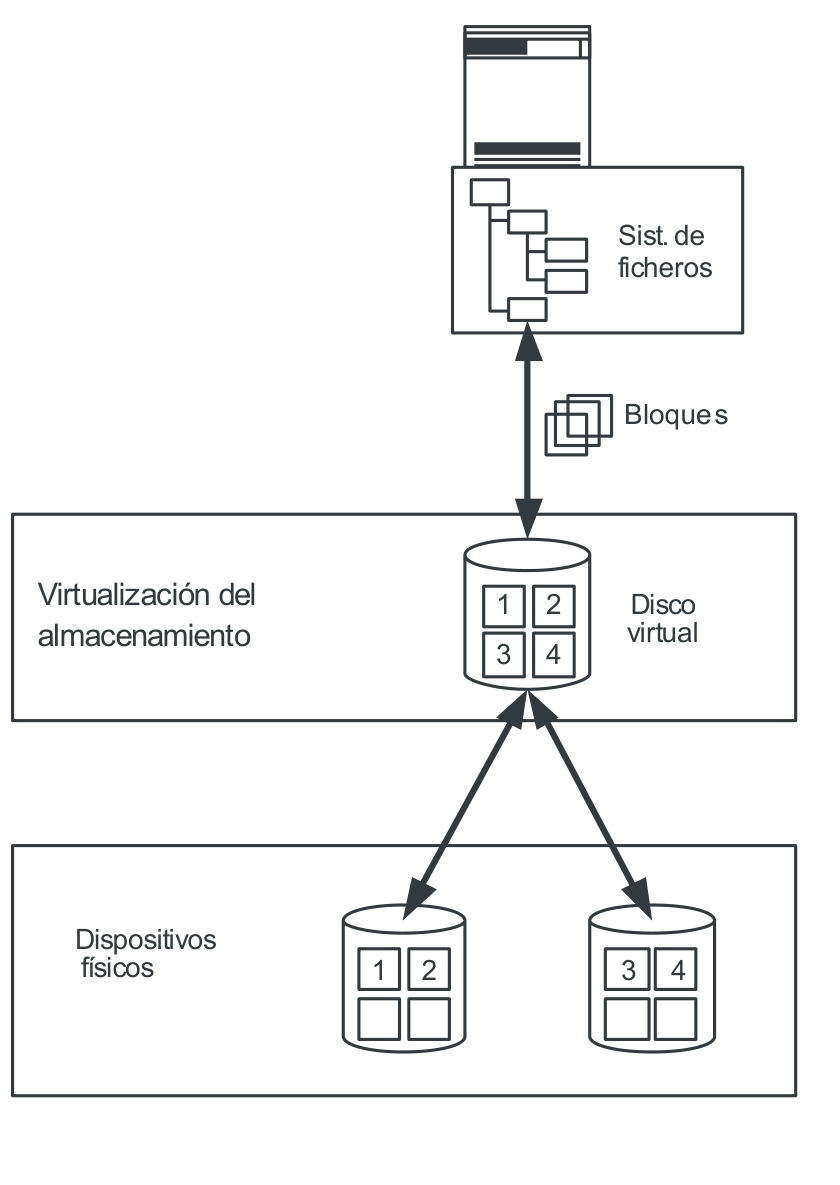 Sist. de
ficheros
Bloques
Virtualización del
almacenamiento
1 2
3 4
Disco
virtual
Dispositivos
físicos
1 2
3 4